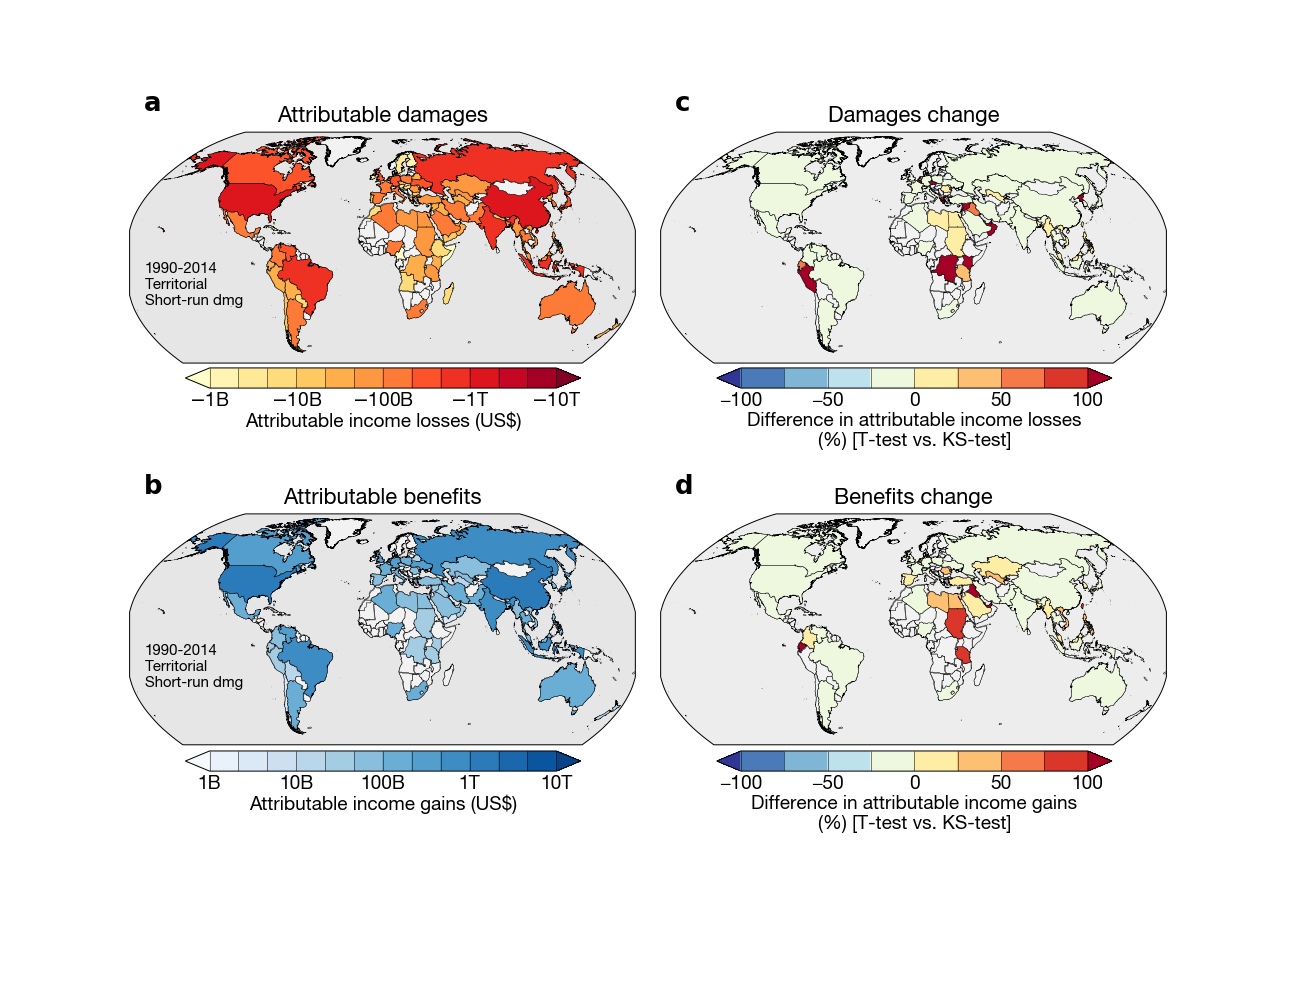 a
Attributable damages
1990-2014
Territorial
Short-run dmg
−1B −10B −100B −1T −10T
Attributable income losses (US$)
c
Damages change
−100 −50 0 50 100
Difference in attributable income losses
(%) [T-test vs. KS-test]
b
Attributable benefits
1990-2014
Territorial
Short-run dmg
1B 10B 100B 1T 10T
Attributable income gains (US$)
d
Benefits change
−100 −50 0 50 100
Difference in attributable income gains
(%) [T-test vs. KS-test]